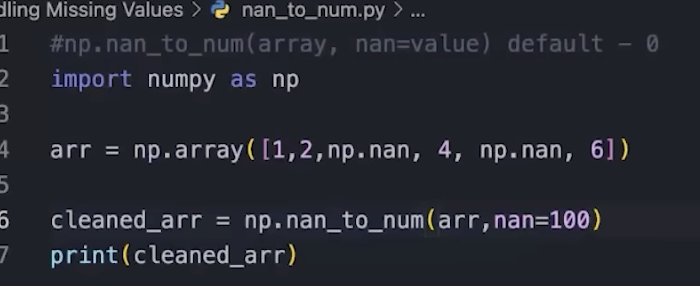 dling Missing Values > nan_to_num.py > ...
1 #np.nan_to_num(array, nan=value) default - 0
2 import numpy as np
3
4 arr = np.array([1,2,np.nan, 4, np.nan, 6])
5
6 cleaned_arr = np.nan_to_num(arr,nan=100)
7 print(cleaned_arr)